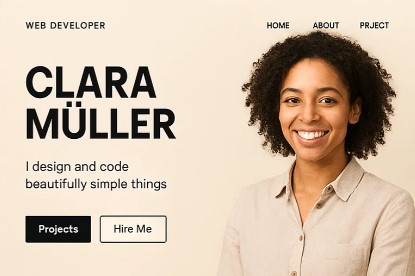 WEB DEVELOPER
HOME ABOUT PRJECT
CLARA
MÜLLER
I design and code
beautifully simple things
Projects Hire Me